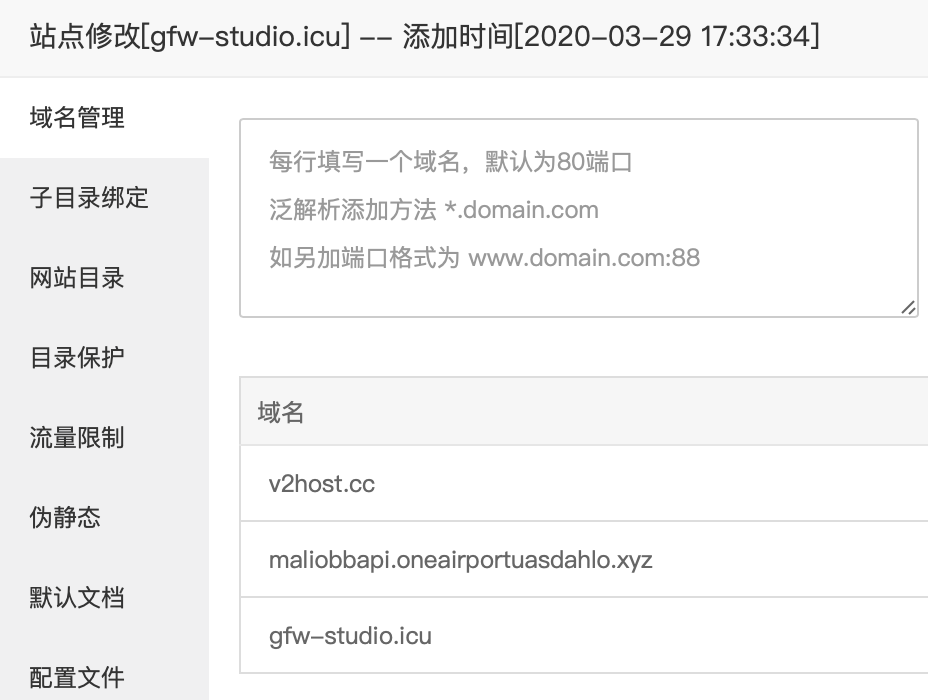 站点修改[gfw-studio.icu] -- 添加时间[2020-03-29 17:33:34]
域名管理
子目录绑定
网站目录
目录保护
流量限制
伪静态
默认文档
配置文件
每行填写一个域名，默认为80端口
泛解析添加方法 *.domain.com
如另加端口格式为 www.domain.com:88
域名
v2host.cc
maliobbapi.oneairportuasdahlo.xyz
gfw-studio.icu